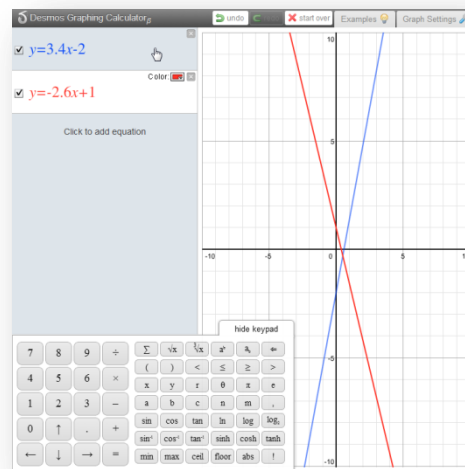 Desmos Graphing Calculatorβ undo start over Examples Graph Settings
y=3.4x-2
Color:
y=-2.6x+1
Click to add equation
10
5
-10 -5 0 5
-5
-10
hide keypad
7 8 9 ÷ Σ √x ⁿ√x aᵇ ⇐
4 5 6 × ( ) < ≤ ≥ >
1 2 3 − x y r θ π e
0 ↑ . + a b c n m ,
← ↓ → = sin cos tan ln log
sin⁻¹ cos⁻¹ tan⁻¹ sinh cosh tanh
min max ceil floor abs !